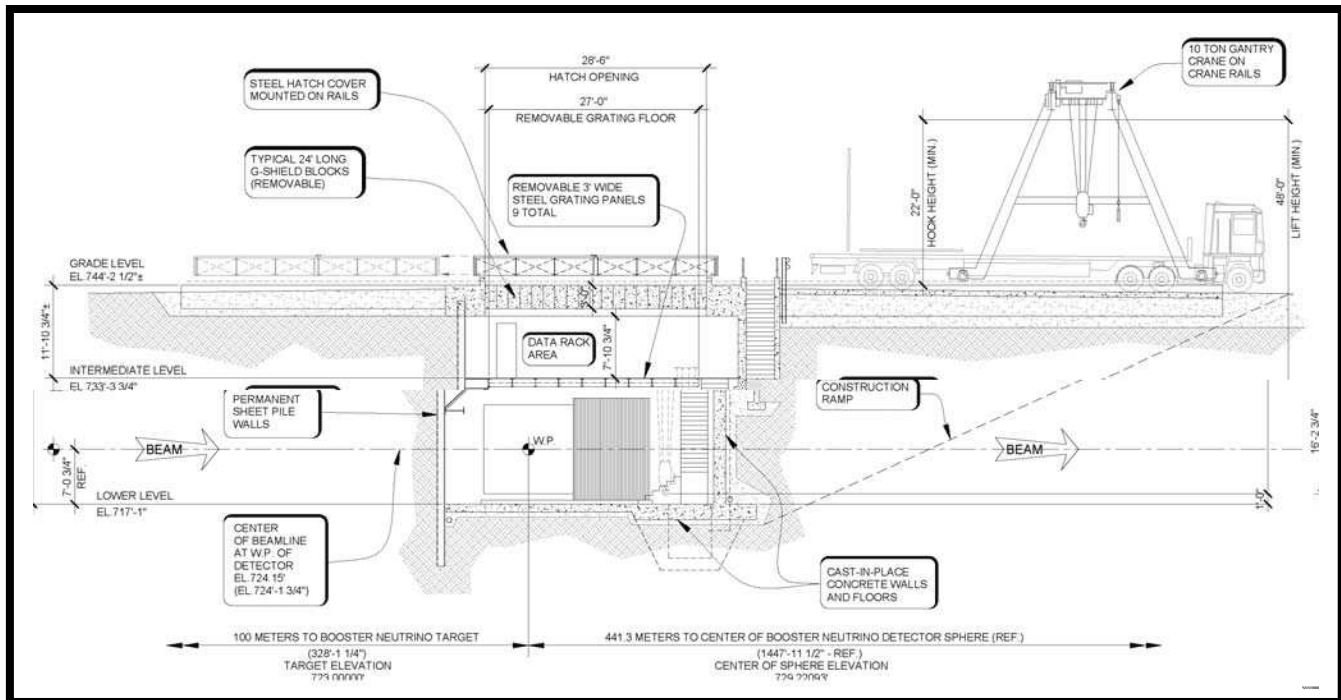 28'-6"
HATCH OPENING
27'-0"
REMOVABLE GRATING FLOOR
STEEL HATCH COVER
MOUNTED ON RAILS
10 TON GANTRY
CRANE ON
CRANE RAILS
TYPICAL 24' LONG
G-SHIELD BLOCKS
(REMOVABLE)
REMOVABLE 3' WIDE
STEEL GRATING PANELS
9 TOTAL
22'-0"
HOOK HEIGHT (MIN.)
48'-0"
LIFT HEIGHT (MIN.)
GRADE LEVEL
EL.744'-2 1/2"±
11'-10 3/4"±
DATA RACK
AREA
7'-10 3/4"
INTERMEDIATE LEVEL
EL 733'-3 3/4"
PERMANENT
SHEET PILE
WALLS
CONSTRUCTION
RAMP
16'-2 3/4"
BEAM
W.P.
BEAM
7'-0 3/4"
REF.
LOWER LEVEL
EL.717'-1"
1'-0"
CENTER
OF BEAMLINE
AT W.P. OF
DETECTOR
EL.724.15'
(EL.724'-1 3/4")
CAST-IN-PLACE
CONCRETE WALLS
AND FLOORS
100 METERS TO BOOSTER NEUTRINO TARGET
(328'-1 1/4")
TARGET ELEVATION
723.00000'
441.3 METERS TO CENTER OF BOOSTER NEUTRINO DETECTOR SPHERE (REF.)
(1447'-11 1/2" - REF.)
CENTER OF SPHERE ELEVATION
729.22093'